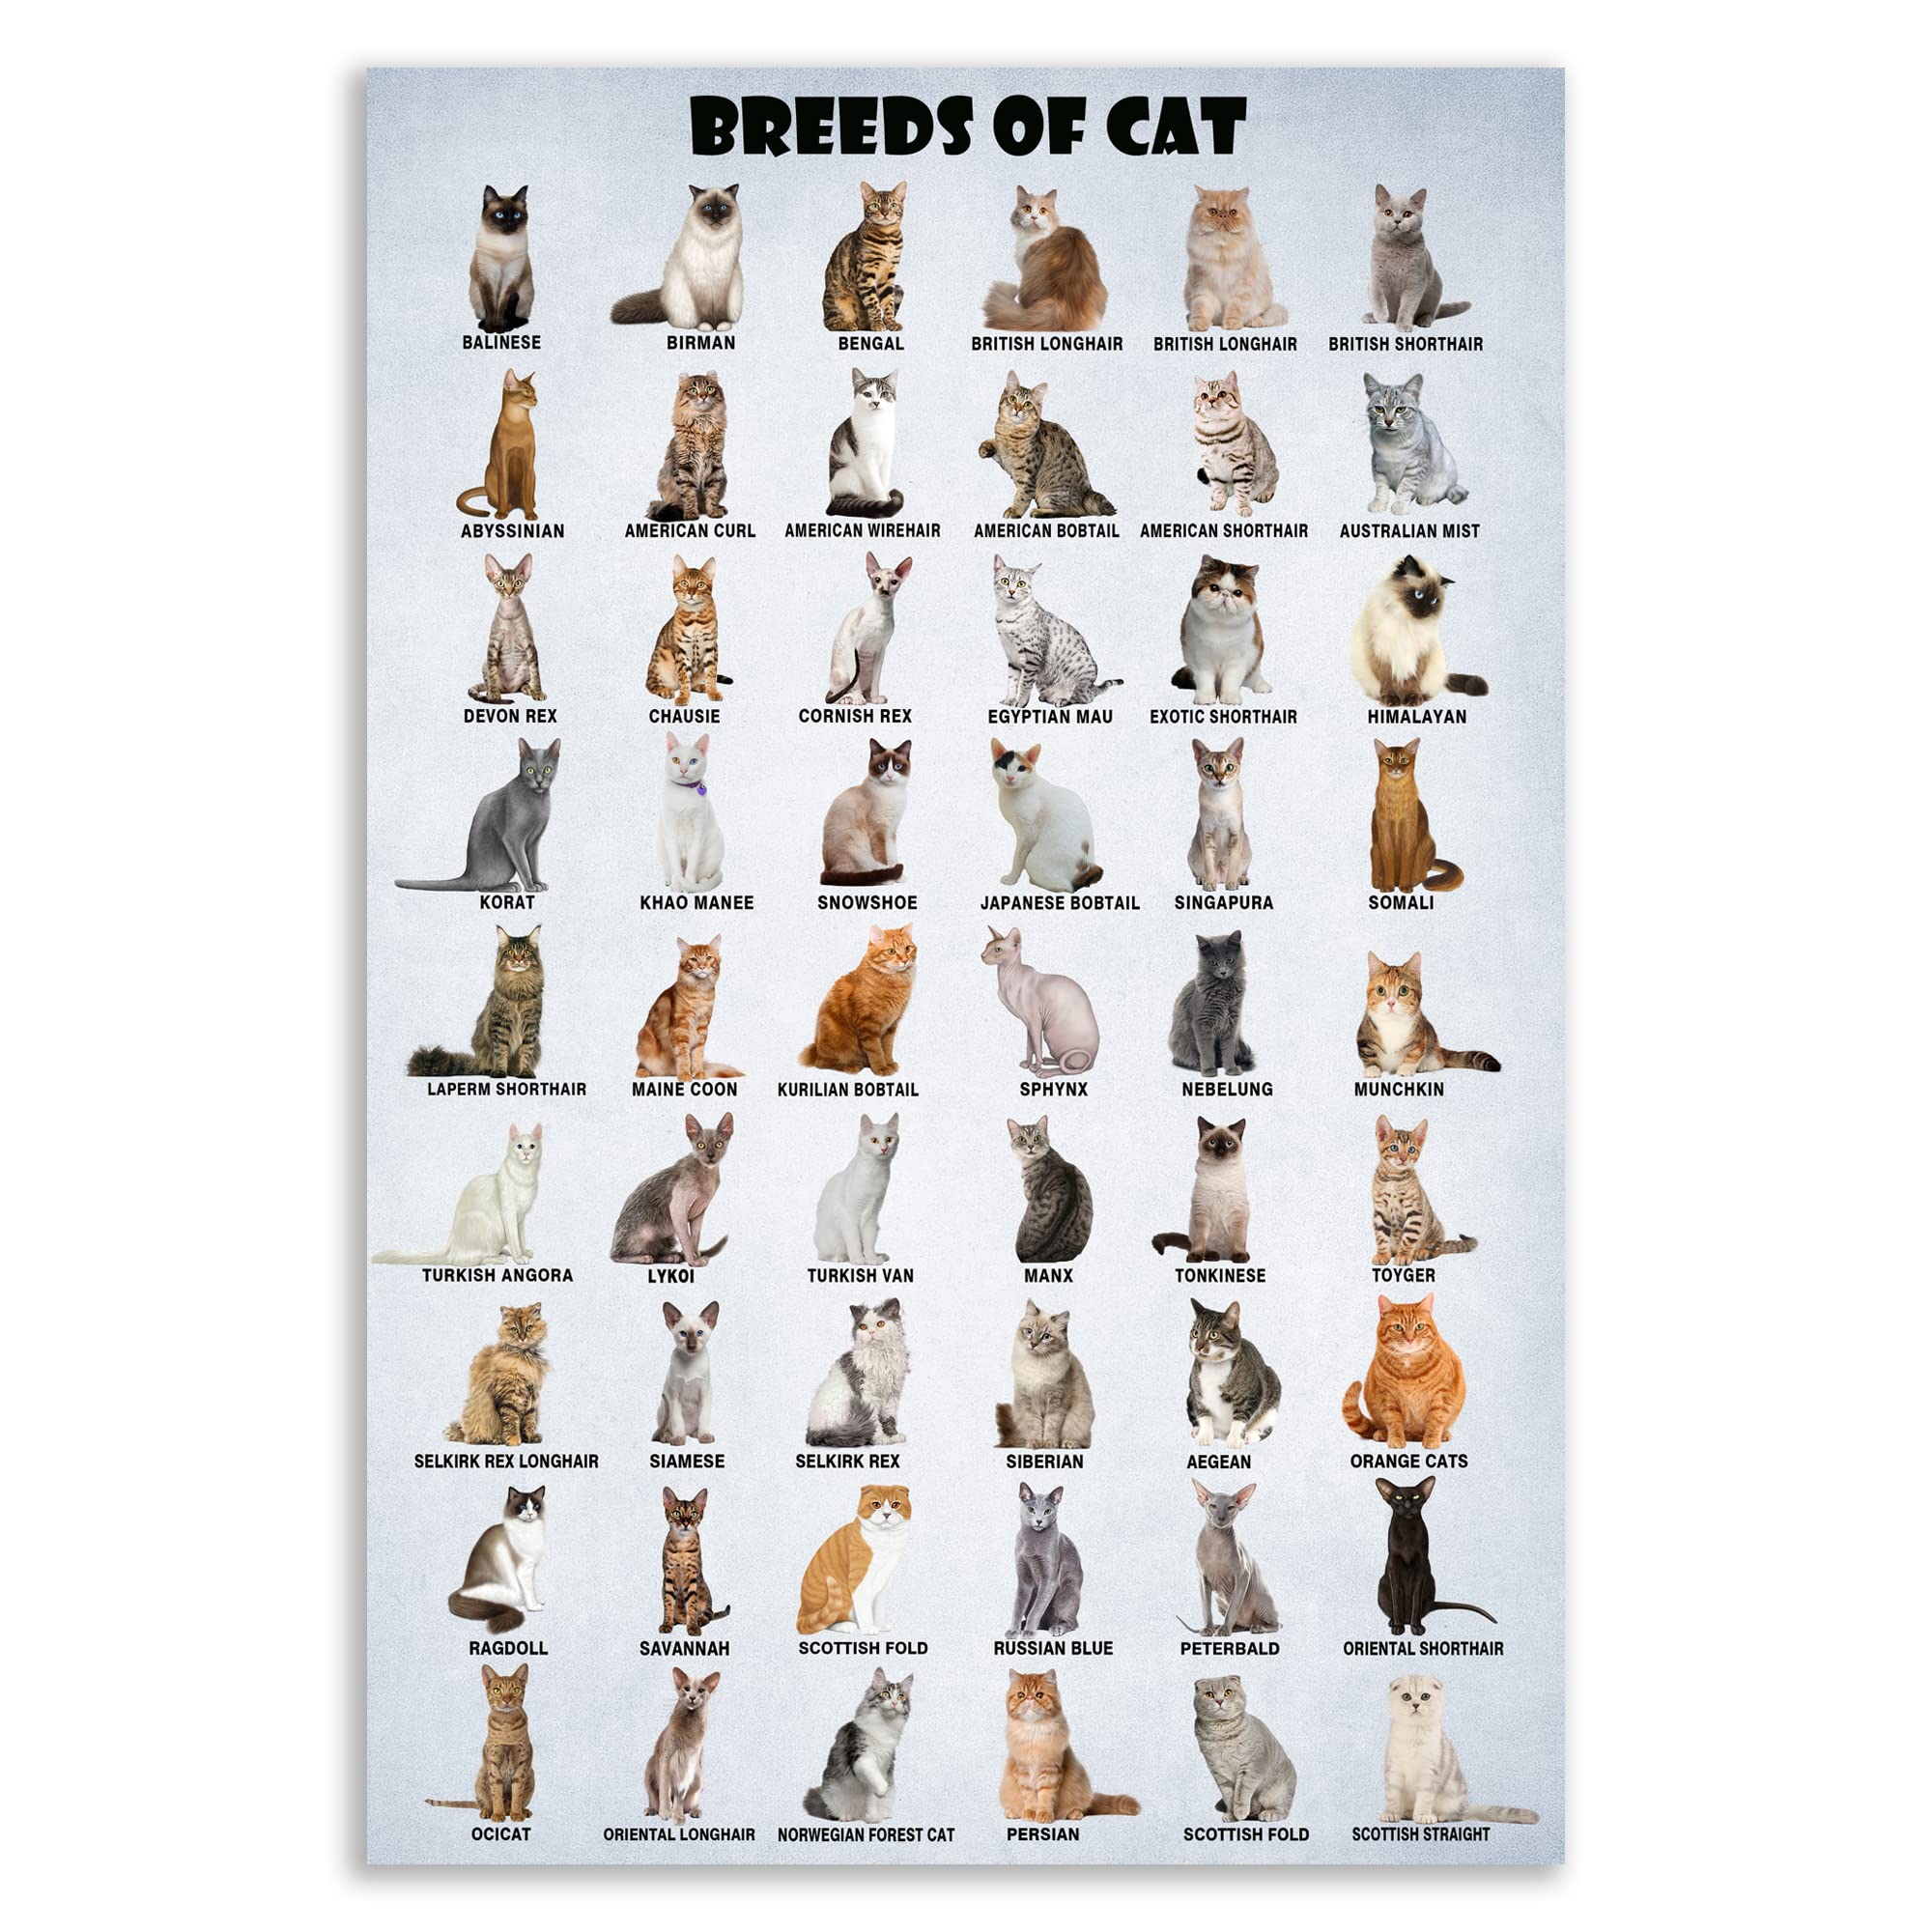 BREEDS OF CAT
BALINESE BIRMAN BENGAL BRITISH LONGHAIR BRITISH LONGHAIR BRITISH SHORTHAIR
ABYSSINIAN AMERICAN CURL AMERICAN WIREHAIR AMERICAN BOBTAIL AMERICAN SHORTHAIR AUSTRALIAN MIST
DEVON REX CHAUSIE CORNISH REX EGYPTIAN MAU EXOTIC SHORTHAIR HIMALAYAN
KORAT KHAO MANEE SNOWSHOE JAPANESE BOBTAIL SINGAPURA SOMALI
LAPERM SHORTHAIR MAINE COON KURILIAN BOBTAIL SPHYNX NEBELUNG MUNCHKIN
TURKISH ANGORA LYKOI TURKISH VAN MANX TONKINESE TOYGER
SELKIRK REX LONGHAIR SIAMESE SELKIRK REX SIBERIAN AEGEAN ORANGE CATS
RAGDOLL SAVANNAH SCOTTISH FOLD RUSSIAN BLUE PETERBALD ORIENTAL SHORTHAIR
OCICAT ORIENTAL LONGHAIR NORWEGIAN FOREST CAT PERSIAN SCOTTISH FOLD SCOTTISH STRAIGHT